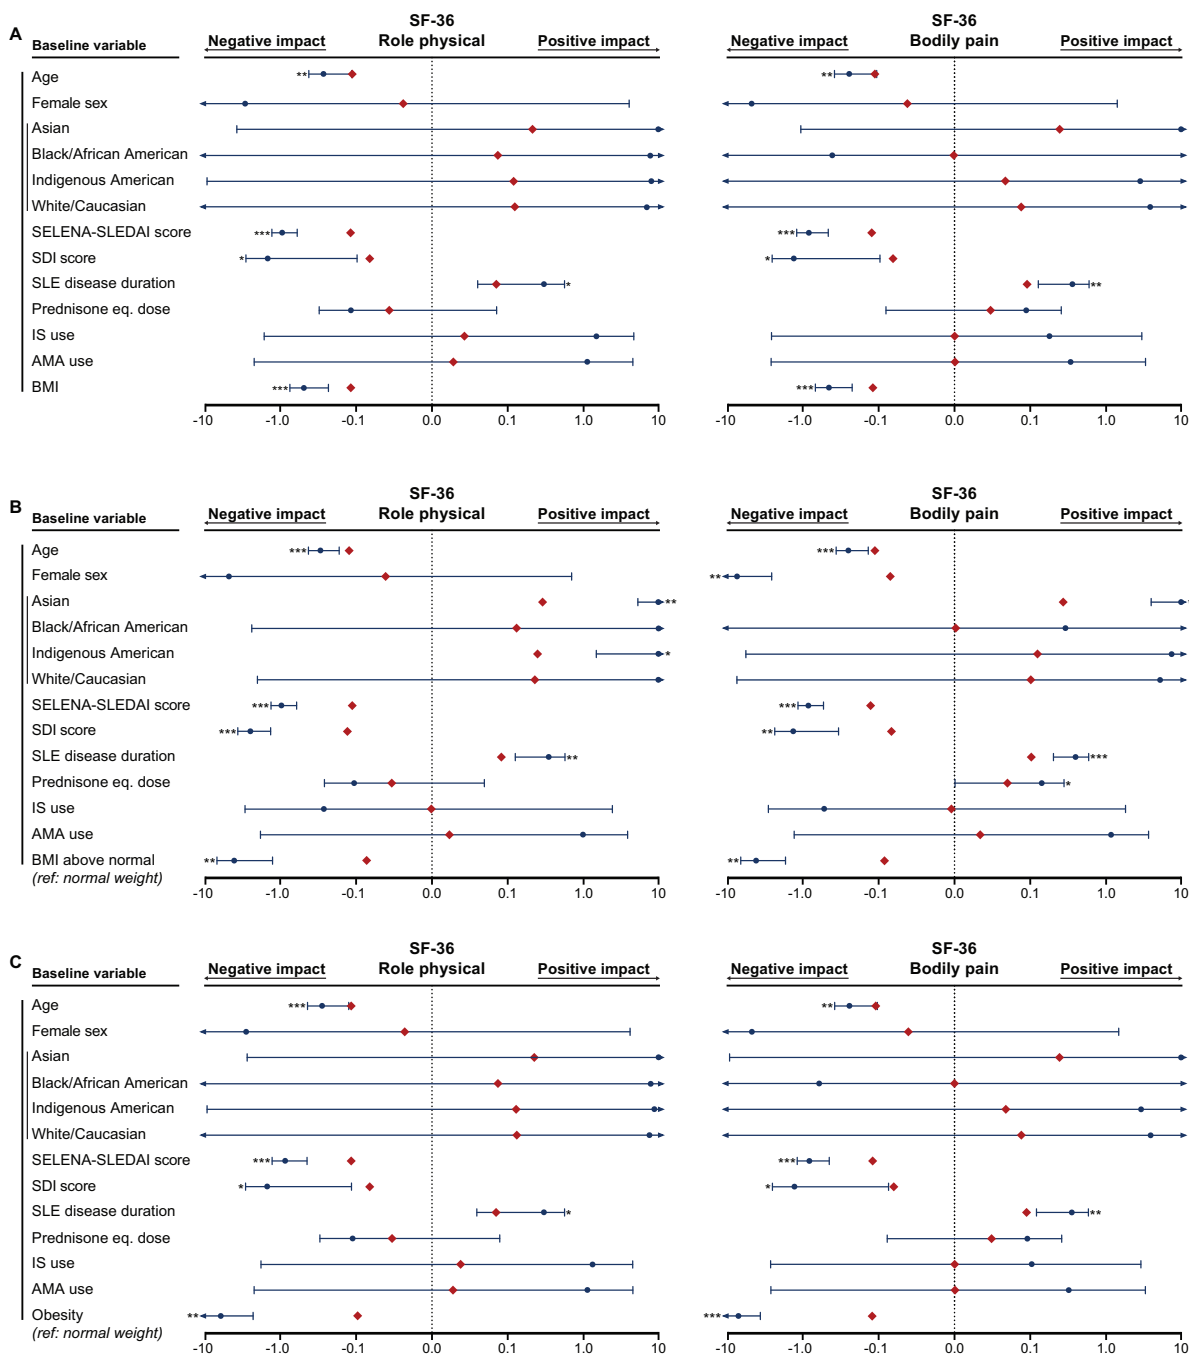 A
Baseline variable
Negative impact
SF-36
Role physical
Positive impact
Negative impact
SF-36
Bodily pain
Positive impact
Age ** **
Female sex
Asian
Black/African American
Indigenous American
White/Caucasian
SELENA-SLEDAI score *** ***
SDI score * *
SLE disease duration * **
Prednisone eq. dose
IS use
AMA use
BMI *** ***
-10 -1.0 -0.1 0.0 0.1 1.0 10 -10 -1.0 -0.1 0.0 0.1 1.0 10
B
Baseline variable
Negative impact
SF-36
Role physical
Positive impact
Negative impact
SF-36
Bodily pain
Positive impact
Age *** ***
Female sex **
Asian **
Black/African American
Indigenous American *
White/Caucasian
SELENA-SLEDAI score *** ***
SDI score *** **
SLE disease duration ** ***
Prednisone eq. dose *
IS use
AMA use
BMI above normal ** **
(ref: normal weight)
-10 -1.0 -0.1 0.0 0.1 1.0 10 -10 -1.0 -0.1 0.0 0.1 1.0 10
C
Baseline variable
Negative impact
SF-36
Role physical
Positive impact
Negative impact
SF-36
Bodily pain
Positive impact
Age *** **
Female sex
Asian
Black/African American
Indigenous American
White/Caucasian
SELENA-SLEDAI score *** ***
SDI score * *
SLE disease duration * **
Prednisone eq. dose
IS use
AMA use
Obesity ** ***
(ref: normal weight)
-10 -1.0 -0.1 0.0 0.1 1.0 10 -10 -1.0 -0.1 0.0 0.1 1.0 10